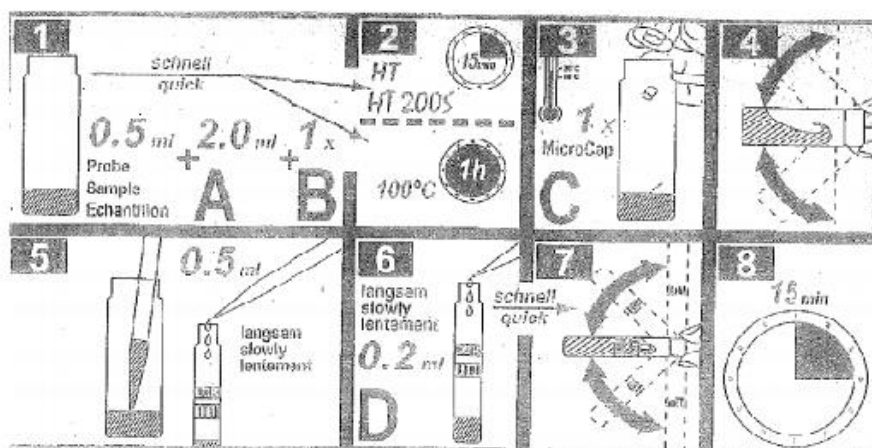 1
schnell
quick
0.5 ml + 2.0 ml + 1 x
Probe
Sample
Echantillon
A B
2
15 min
HT
HT 200S
100°C
1h
3
1 x
MicroCap
C
4
5
0.5 ml
langsam
slowly
lentement
6
langsam
slowly
lentement
0.2 ml
D
schnell
quick
7
8
15 min